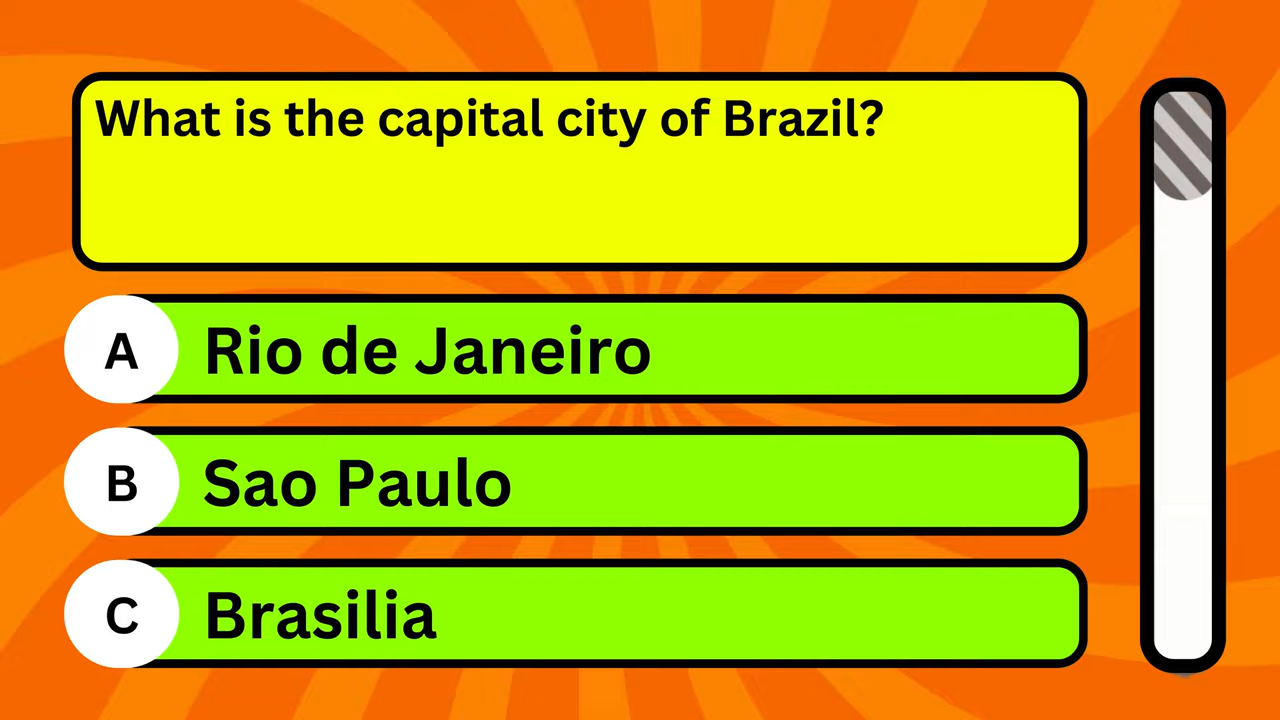 What is the capital city of Brazil?
A Rio de Janeiro
B Sao Paulo
C Brasilia